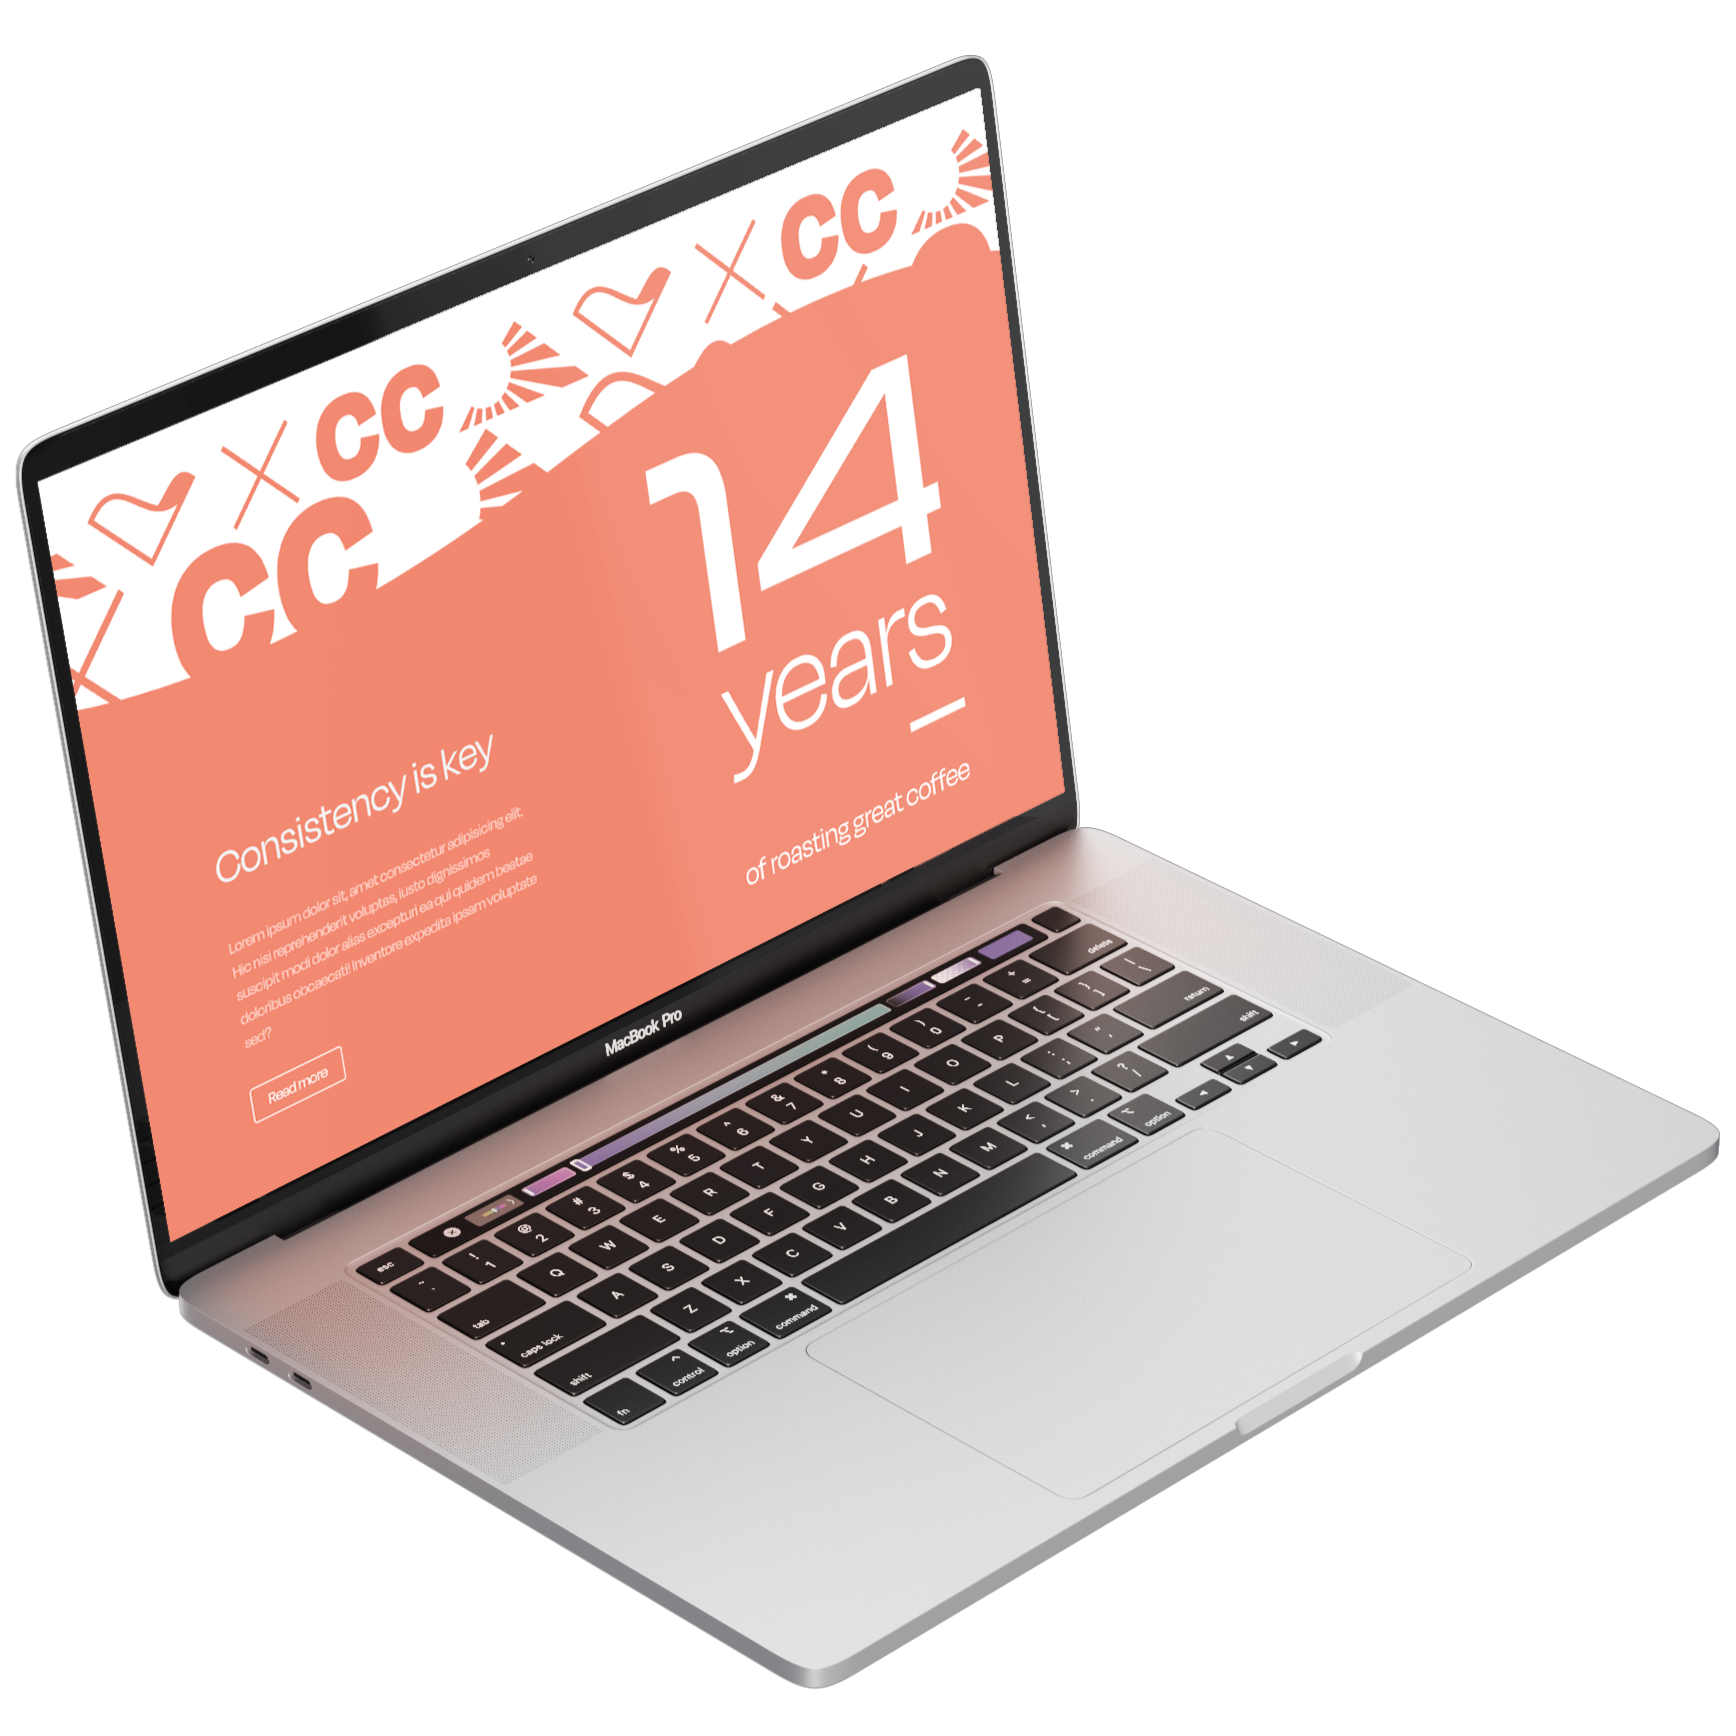 CC
CC
CC
14
years
of roasting great coffee
Consistency is key
Lorem ipsum dolor sit, amet consectetur adipisicing elit.
Hic nisi reprehenderit voluptas, iusto dignissimos
suscipit modi dolor alias excepturi ea qui quidem beatae
doloribus obcaecati! Inventore expedita ipsam voluptate
sed?
Read more
MacBook Pro
esc
~ ! 1 @ 2 # 3 $ 4 % 5 ^ 6 & 7 * 8 ( 9 ) 0 - + = delete
tab Q W E R T Y U I O P { [ } ] | \
caps lock A S D F G H J K L : ; " ' return
shift Z X C V B N M < , > . ? / shift
fn ^ control ⌥ option ⌘ command ⌘ command ⌥ option ◀ ▲ ▼ ▶